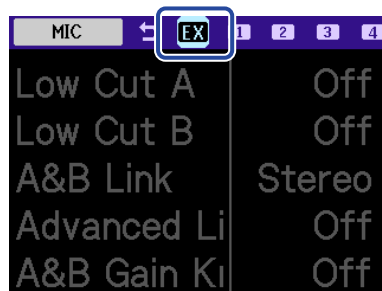 MIC EX 1 2 3 4
Low Cut A Off
Low Cut B Off
A&B Link Stereo
Advanced Li Off
A&B Gain Kı Off